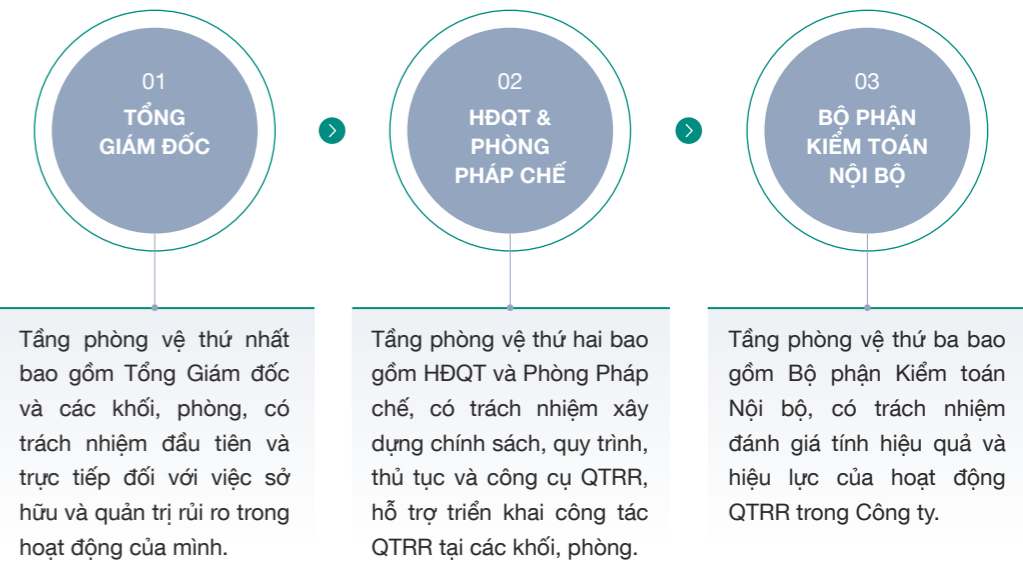 01
TỔNG
GIÁM ĐỐC
02
HĐQT &
PHÒNG
PHÁP CHẾ
03
BỘ PHẬN
KIỂM TOÁN
NỘI BỘ
Tầng phòng vệ thứ nhất
bao gồm Tổng Giám đốc
và các khối, phòng, có
trách nhiệm đầu tiên và
trực tiếp đối với việc sở
hữu và quản trị rủi ro trong
hoạt động của mình.
Tầng phòng vệ thứ hai bao
gồm HĐQT và Phòng Pháp
chế, có trách nhiệm xây
dựng chính sách, quy trình,
thủ tục và công cụ QTRR,
hỗ trợ triển khai công tác
QTRR tại các khối, phòng.
Tầng phòng vệ thứ ba bao
gồm Bộ phận Kiểm toán
Nội bộ, có trách nhiệm
đánh giá tính hiệu quả và
hiệu lực của hoạt động
QTRR trong Công ty.